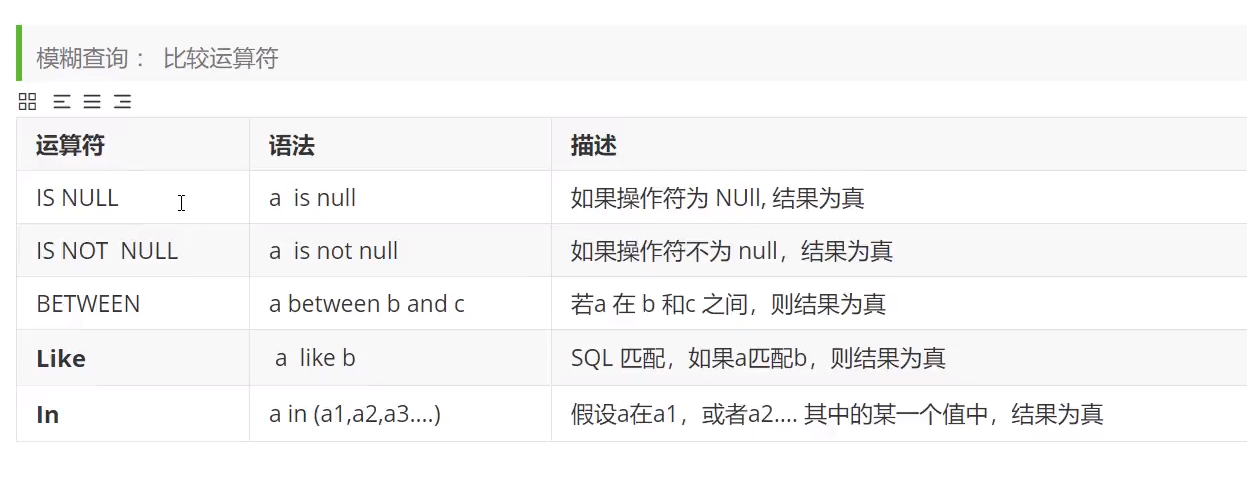 模糊查询 ： 比较运算符
运算符 语法 描述
IS NULL a is null 如果操作符为 NUll, 结果为真
IS NOT NULL a is not null 如果操作符不为 null，结果为真
BETWEEN a between b and c 若a 在 b 和c 之间，则结果为真
Like a like b SQL 匹配，如果a匹配b，则结果为真
In a in (a1,a2,a3....) 假设a在a1，或者a2.... 其中的某一个值中，结果为真